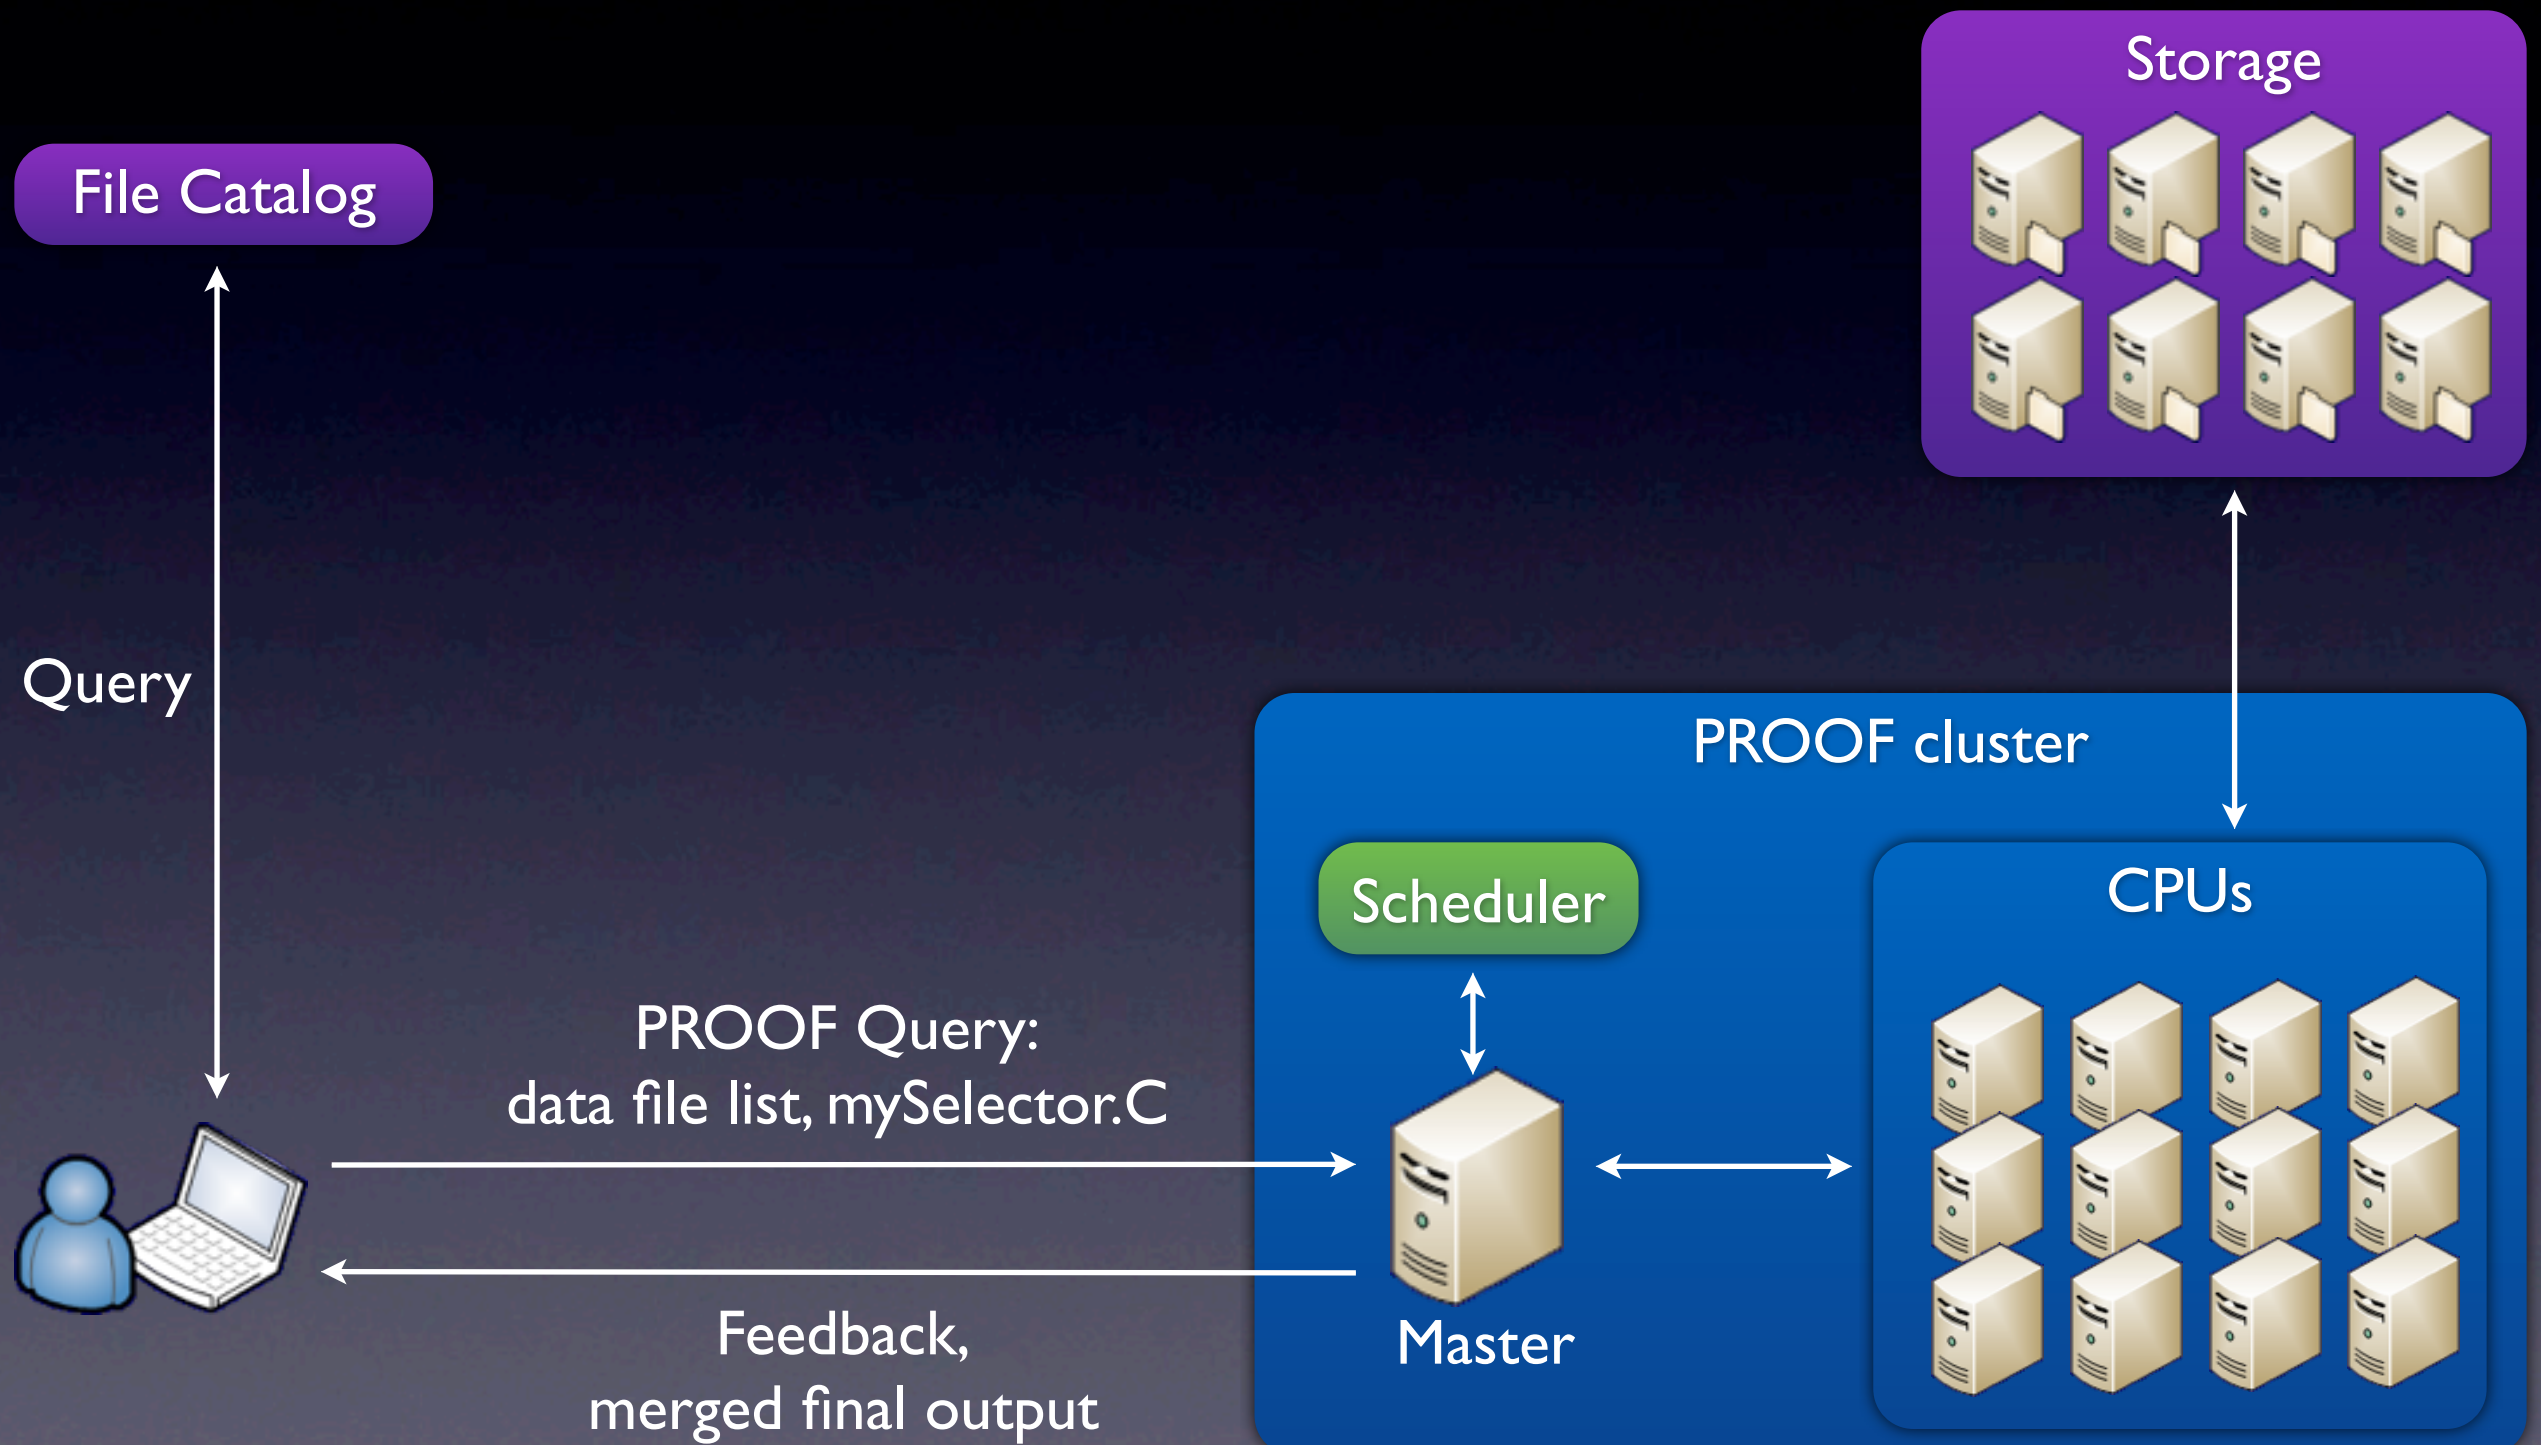 Storage
File Catalog
Query
PROOF cluster
Scheduler
CPUs
PROOF Query:
data file list, mySelector.C
Feedback,
merged final output
Master